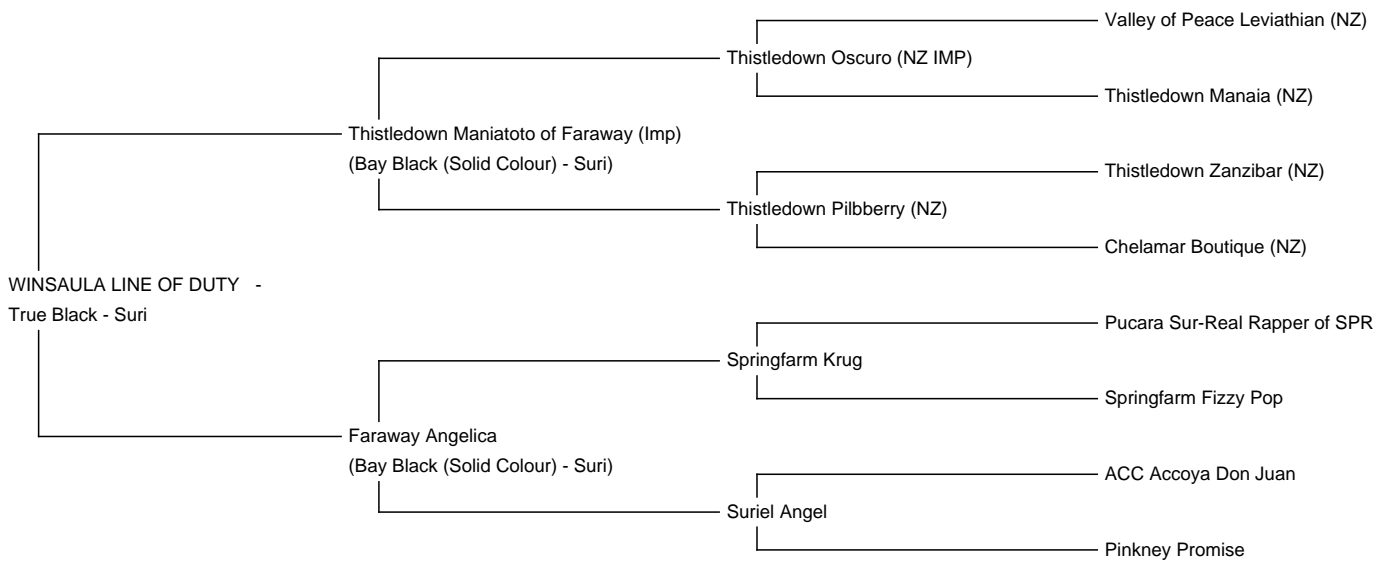 Valley of Peace Leviathian (NZ)
Thistledown Oscuro (NZ IMP)
Thistledown Manaia (NZ)
Thistledown Maniatoto of Faraway (Imp)
(Bay Black (Solid Colour) - Suri)
Thistledown Zanzibar (NZ)
Thistledown Pilbberry (NZ)
Chelamar Boutique (NZ)
WINSAULA LINE OF DUTY -
True Black - Suri
Pucara Sur-Real Rapper of SPR
Springfarm Krug
Springfarm Fizzy Pop
Faraway Angelica
(Bay Black (Solid Colour) - Suri)
ACC Accoya Don Juan
Suriel Angel
Pinkney Promise